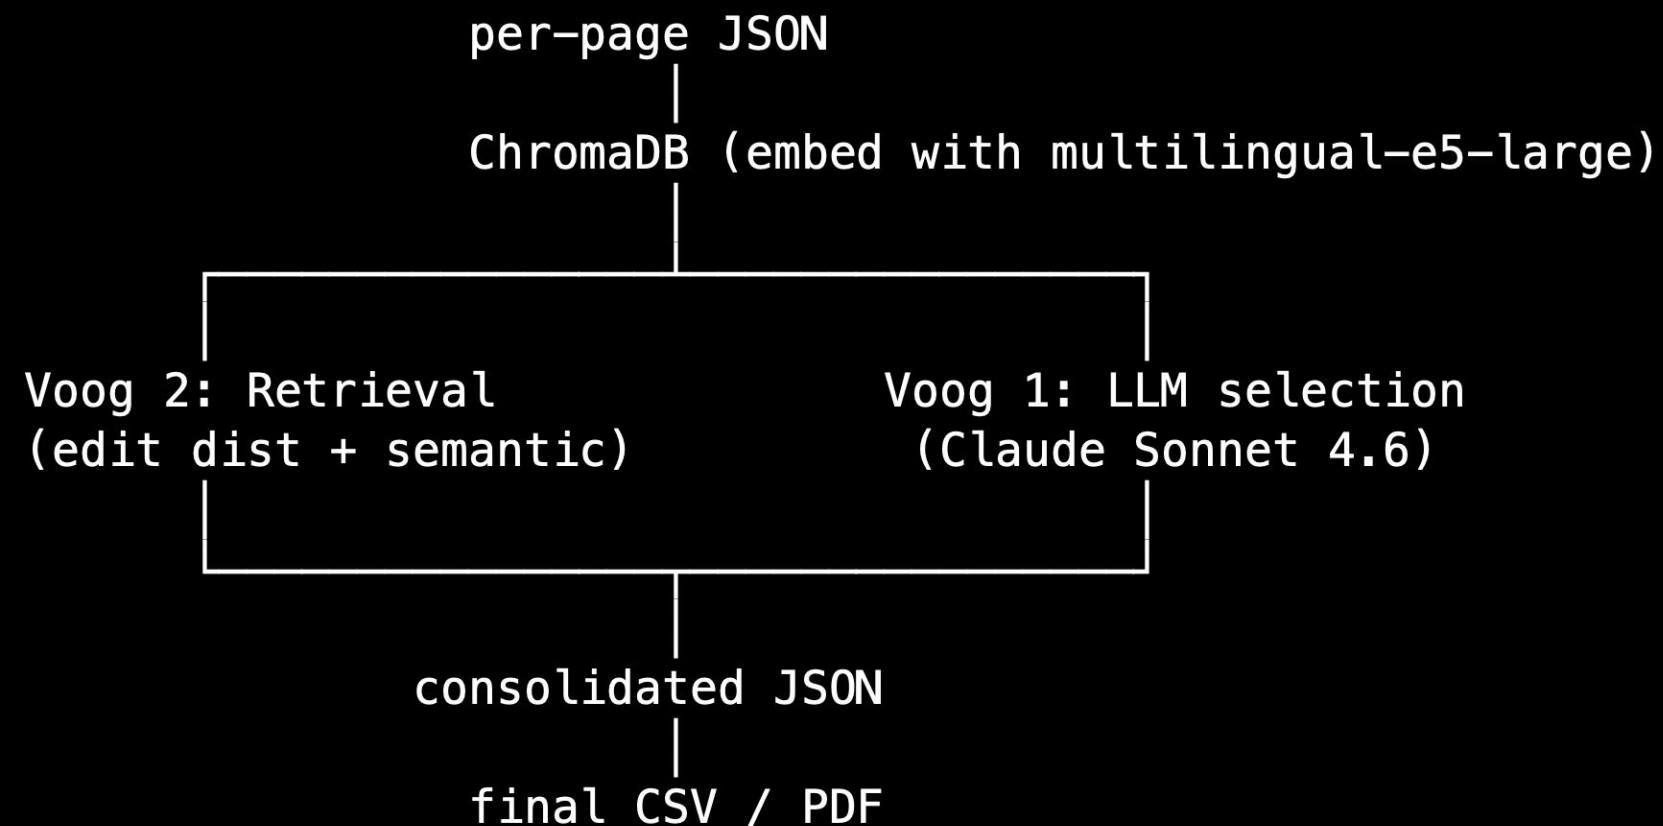 per-page JSON
ChromaDB (embed with multilingual-e5-large)
Voog 2: Retrieval
(edit dist + semantic)
Voog 1: LLM selection
(Claude Sonnet 4.6)
consolidated JSON
final CSV / PDF